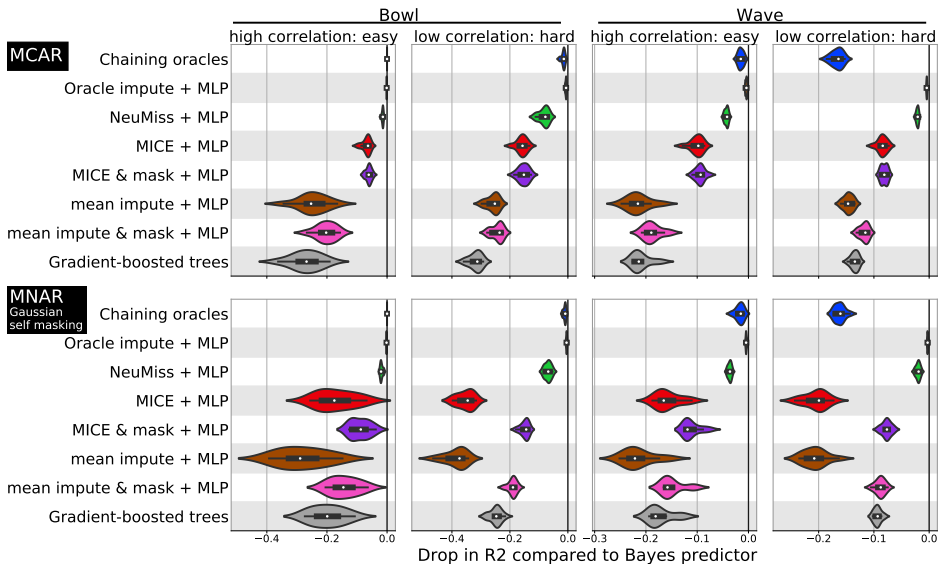 Bowl Wave
high correlation: easy low correlation: hard high correlation: easy low correlation: hard
MCAR
Chaining oracles
Oracle impute + MLP
NeuMiss + MLP
MICE + MLP
MICE & mask + MLP
mean impute + MLP
mean impute & mask + MLP
Gradient-boosted trees
MNAR
Gaussian
self masking
Chaining oracles
Oracle impute + MLP
NeuMiss + MLP
MICE + MLP
MICE & mask + MLP
mean impute + MLP
mean impute & mask + MLP
Gradient-boosted trees
−0.4 −0.2 0.0 −0.4 −0.2 0.0 −0.3 −0.2 −0.1 0.0 −0.2 −0.1 0.0
Drop in R2 compared to Bayes predictor